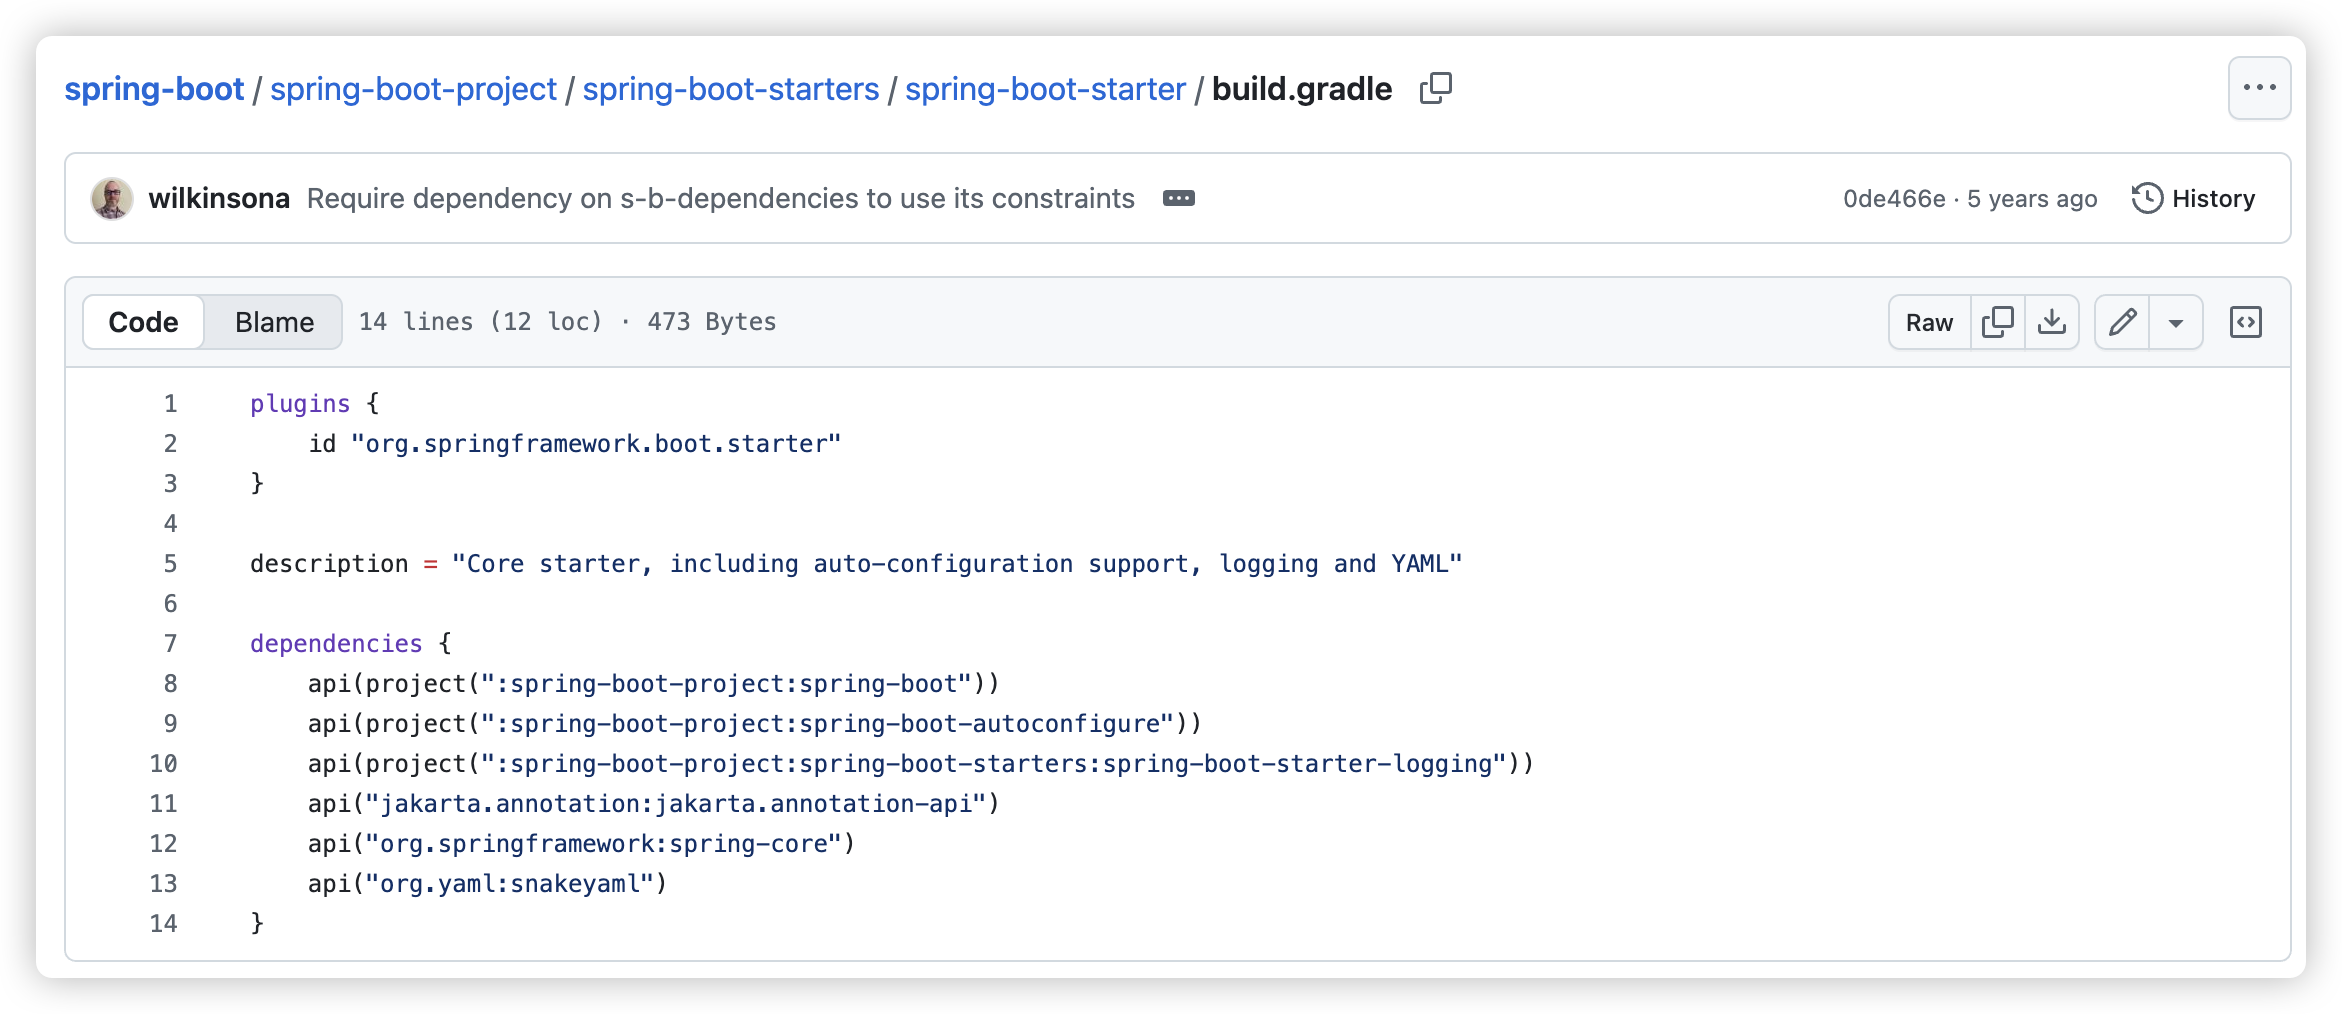 spring-boot / spring-boot-project / spring-boot-starters / spring-boot-starter / build.gradle
wilkinsona Require dependency on s-b-dependencies to use its constraints 0de466e · 5 years ago History
Code Blame 14 lines (12 loc) · 473 Bytes Raw
1 plugins {
2     id "org.springframework.boot.starter"
3 }
4
5 description = "Core starter, including auto-configuration support, logging and YAML"
6
7 dependencies {
8     api(project(":spring-boot-project:spring-boot"))
9     api(project(":spring-boot-project:spring-boot-autoconfigure"))
10     api(project(":spring-boot-project:spring-boot-starters:spring-boot-starter-logging"))
11     api("jakarta.annotation:jakarta.annotation-api")
12     api("org.springframework:spring-core")
13     api("org.yaml:snakeyaml")
14 }